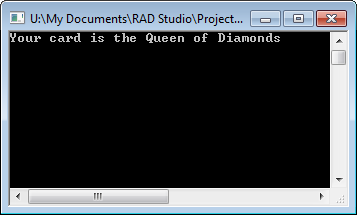 U:\My Documents\RAD Studio\Project...
Your card is the Queen of Diamonds